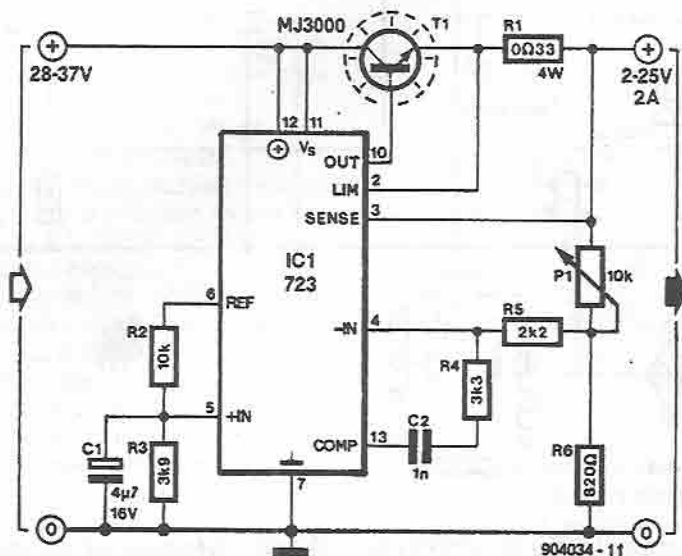 MJ3000
T1
R1
0Ω33
4W
+
28-37V
+
2-25V
2A
12
11
+
Vs
OUT
10
LIM
2
SENSE
3
IC1
723
P1
10k
6
REF
R2
10k
-IN
4
R5
2k2
R4
3k3
5
+IN
C1
4µ7
16V
R3
3k9
COMP
13
C2
1n
R6
820Ω
7
0
0
904034 - 11